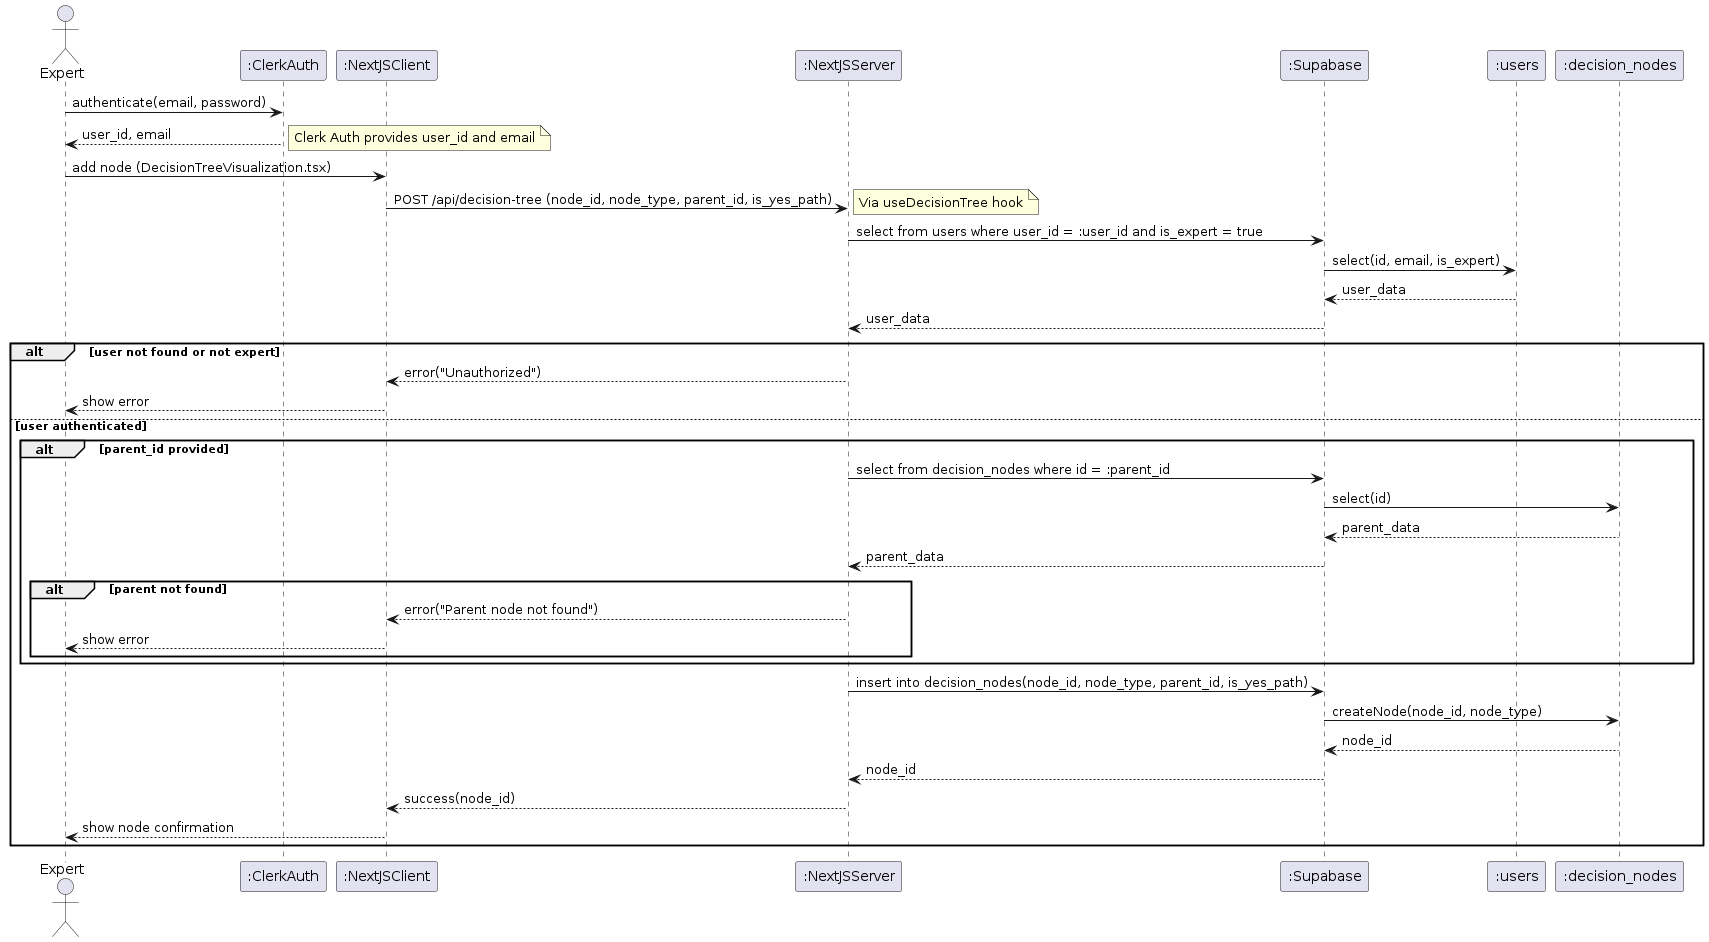 Expert
:ClerkAuth
:NextJSClient
:NextJSServer
:Supabase
:users
:decision_nodes
authenticate(email, password)
user_id, email
Clerk Auth provides user_id and email
add node (DecisionTreeVisualization.tsx)
POST /api/decision-tree (node_id, node_type, parent_id, is_yes_path)
Via useDecisionTree hook
select from users where user_id = :user_id and is_expert = true
select(id, email, is_expert)
user_data
user_data
alt
[user not found or not expert]
error("Unauthorized")
show error
[user authenticated]
alt
[parent_id provided]
select from decision_nodes where id = :parent_id
select(id)
parent_data
parent_data
alt
[parent not found]
error("Parent node not found")
show error
insert into decision_nodes(node_id, node_type, parent_id, is_yes_path)
createNode(node_id, node_type)
node_id
node_id
success(node_id)
show node confirmation
Expert
:ClerkAuth
:NextJSClient
:NextJSServer
:Supabase
:users
:decision_nodes